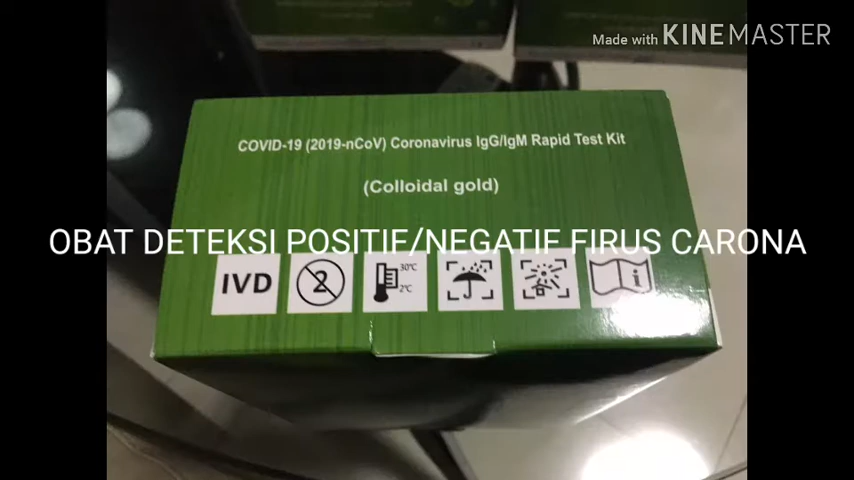 Made with KINEMASTER
COVID-19 (2019-nCoV) Coronavirus IgG/IgM Rapid Test Kit
(Colloidal gold)
OBAT DETEKSI POSITIF/NEGATIF FIRUS CARONA
IVD 2 30°C
2°C i